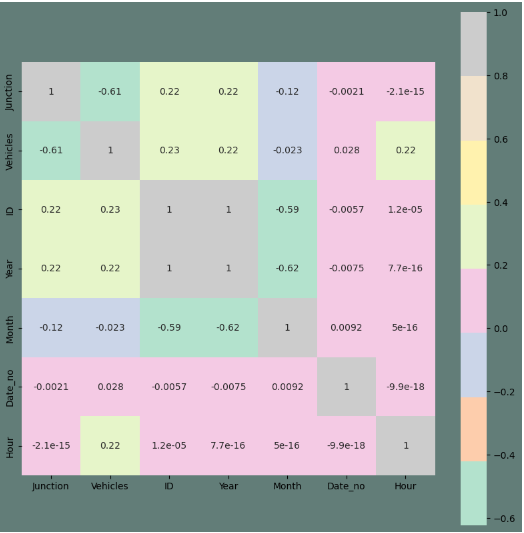 Junction 1 -0.61 0.22 0.22 -0.12 -0.0021 -2.1e-15
Vehicles -0.61 1 0.23 0.22 -0.023 0.028 0.22
ID 0.22 0.23 1 1 -0.59 -0.0057 1.2e-05
Year 0.22 0.22 1 1 -0.62 -0.0075 7.7e-16
Month -0.12 -0.023 -0.59 -0.62 1 0.0092 5e-16
Date_no -0.0021 0.028 -0.0057 -0.0075 0.0092 1 -9.9e-18
Hour -2.1e-15 0.22 1.2e-05 7.7e-16 5e-16 -9.9e-18 1
Junction Vehicles ID Year Month Date_no Hour
1.0
0.8
0.6
0.4
0.2
0.0
−0.2
−0.4
−0.6